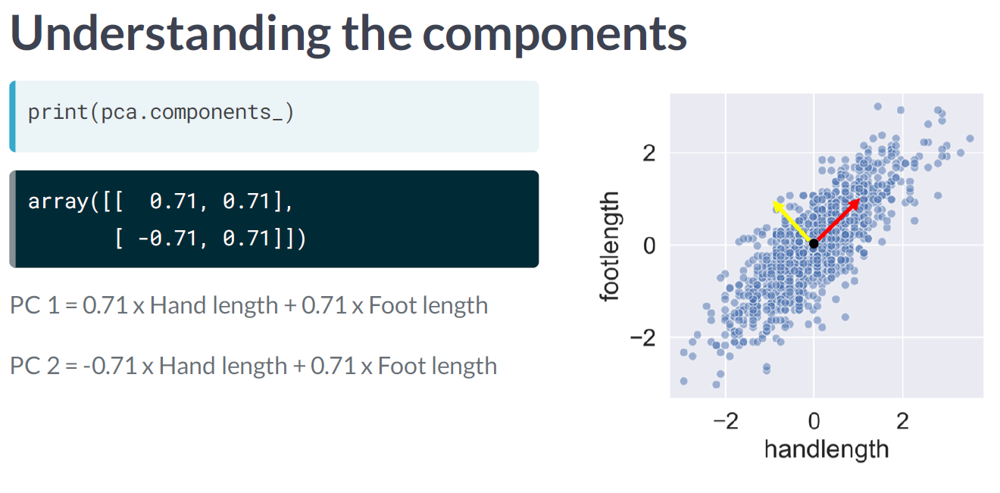 Understanding the components
print(pca.components_)
array([[  0.71, 0.71],
       [ -0.71, 0.71]])
PC 1 = 0.71 x Hand length + 0.71 x Foot length
PC 2 = -0.71 x Hand length + 0.71 x Foot length
footlength
2
0
−2
−2 0 2
handlength